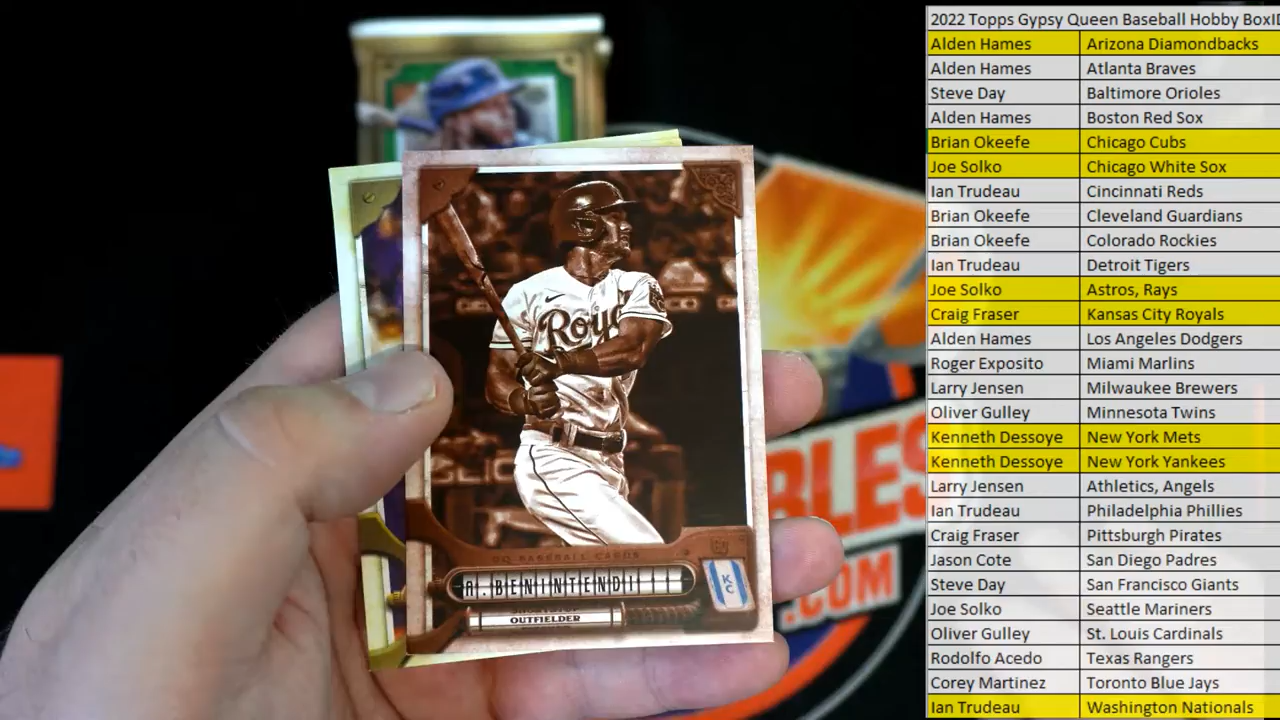 2022 Topps Gypsy Queen Baseball Hobby BoxID
Alden Hames Arizona Diamondbacks
Alden Hames Atlanta Braves
Steve Day Baltimore Orioles
Alden Hames Boston Red Sox
Brian Okeefe Chicago Cubs
Joe Solko Chicago White Sox
Ian Trudeau Cincinnati Reds
Brian Okeefe Cleveland Guardians
Brian Okeefe Colorado Rockies
Ian Trudeau Detroit Tigers
Joe Solko Astros, Rays
Craig Fraser Kansas City Royals
Alden Hames Los Angeles Dodgers
Roger Exposito Miami Marlins
Larry Jensen Milwaukee Brewers
Oliver Gulley Minnesota Twins
Kenneth Dessoye New York Mets
Kenneth Dessoye New York Yankees
Larry Jensen Athletics, Angels
Ian Trudeau Philadelphia Phillies
Craig Fraser Pittsburgh Pirates
Jason Cote San Diego Padres
Steve Day San Francisco Giants
Joe Solko Seattle Mariners
Oliver Gulley St. Louis Cardinals
Rodolfo Acedo Texas Rangers
Corey Martinez Toronto Blue Jays
Ian Trudeau Washington Nationals
Roya
GQ BASEBALL CARDS
A. BENINTENDI
OUTFIELDER
KC
BLES
.COM